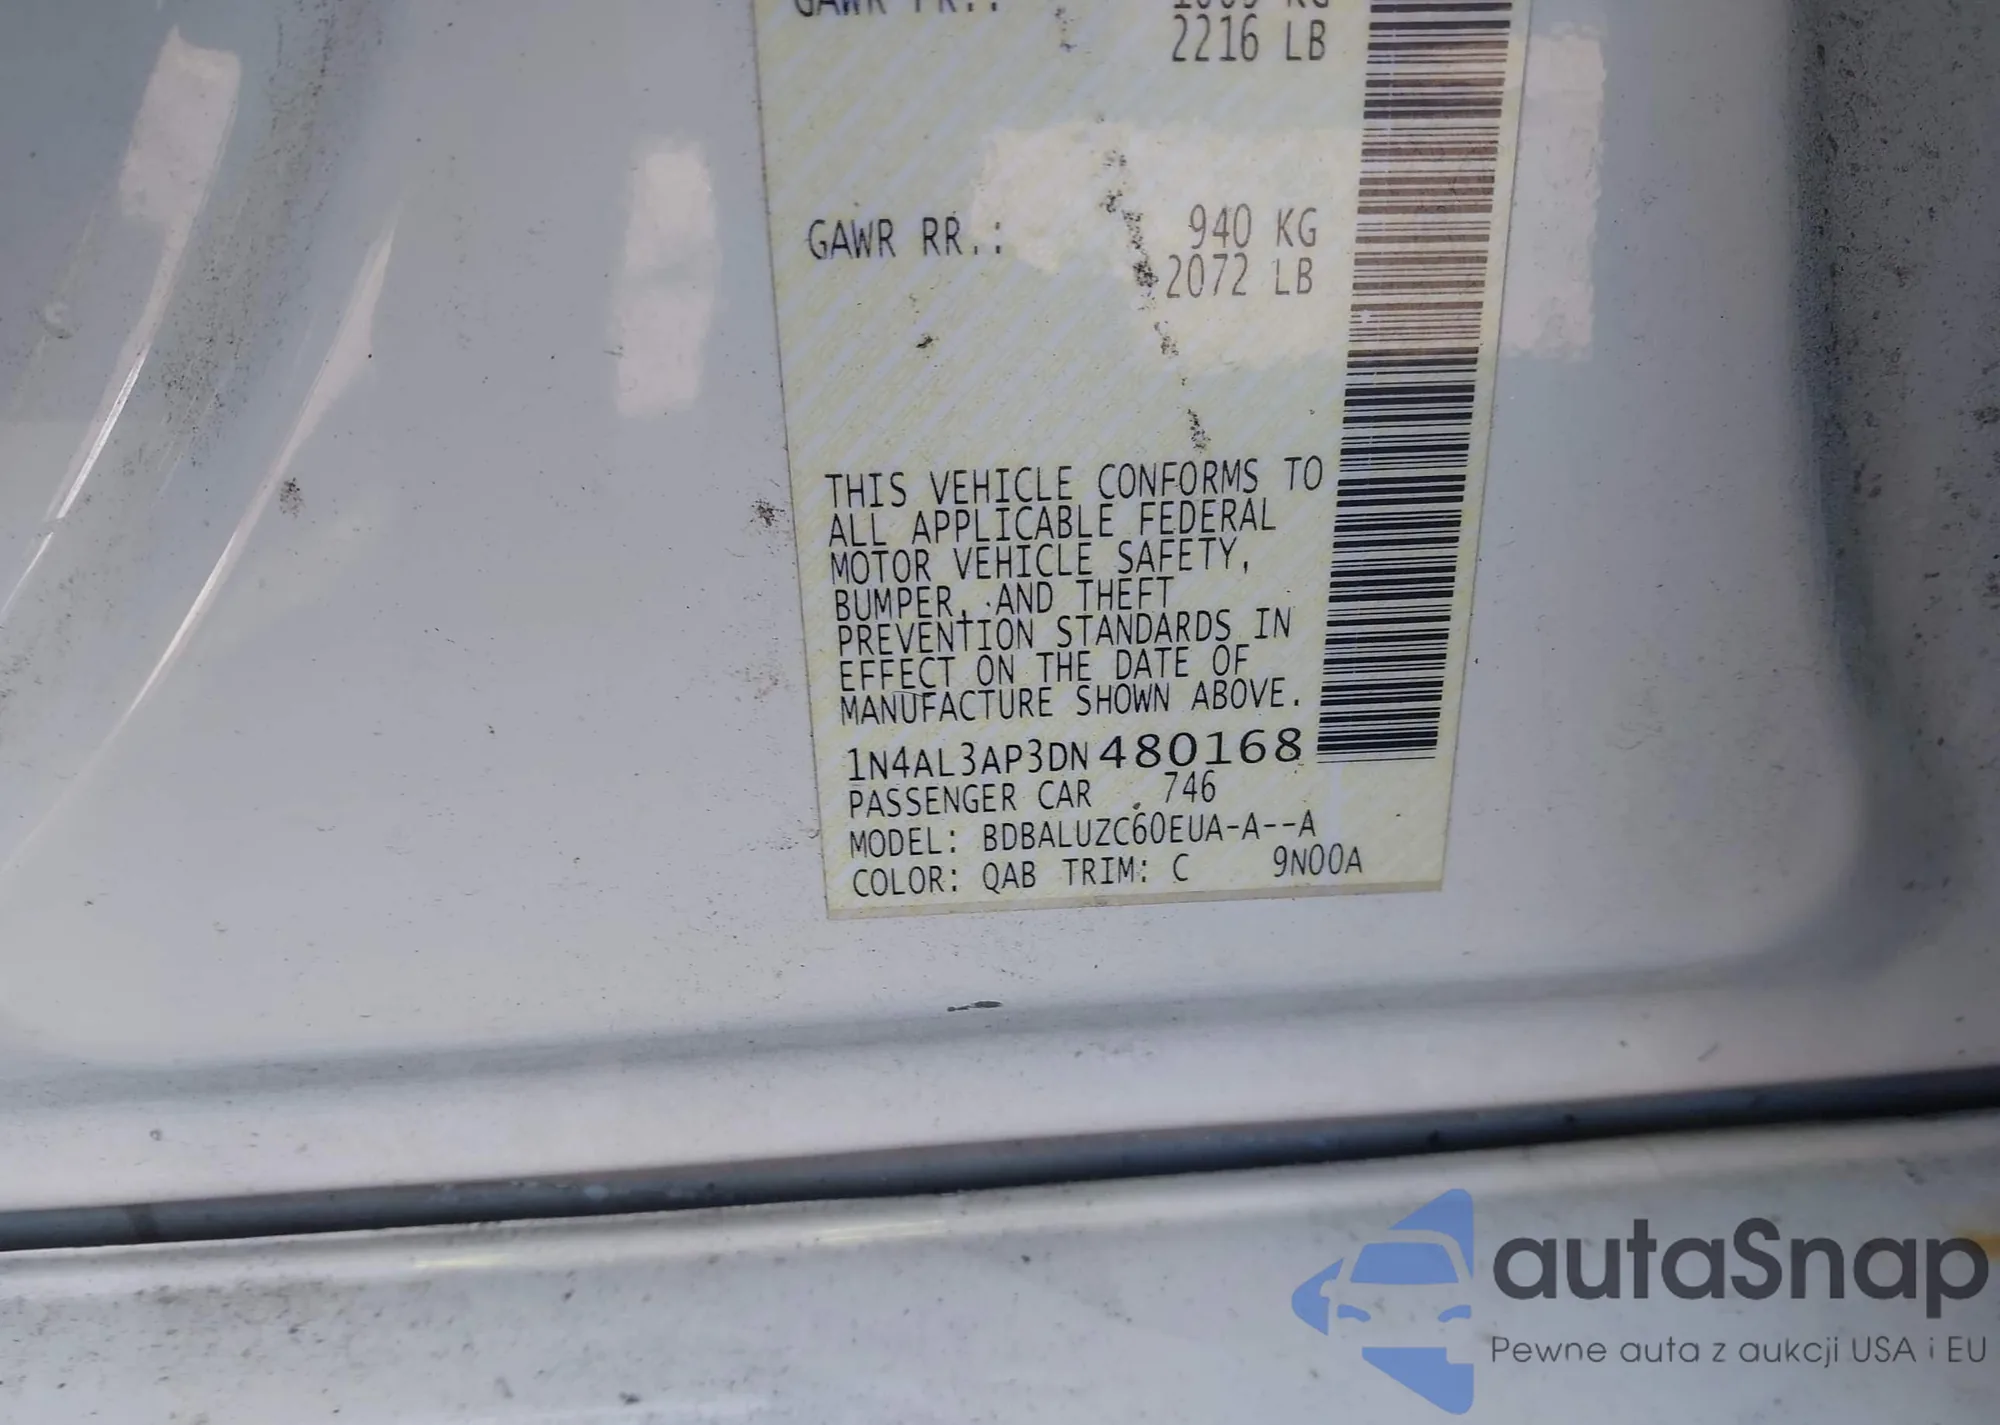 GAWR FR.:
2216 LB
GAWR RR.: 940 KG
2072 LB
THIS VEHICLE CONFORMS TO
ALL APPLICABLE FEDERAL
MOTOR VEHICLE SAFETY,
BUMPER, AND THEFT
PREVENTION STANDARDS IN
EFFECT ON THE DATE OF
MANUFACTURE SHOWN ABOVE.
1N4AL3AP3DN480168
PASSENGER CAR 746
MODEL: BDBALUZC60EUA-A--A
COLOR: QAB TRIM: C 9N00A
autaSnap
Pewne auta z aukcji USA i EU